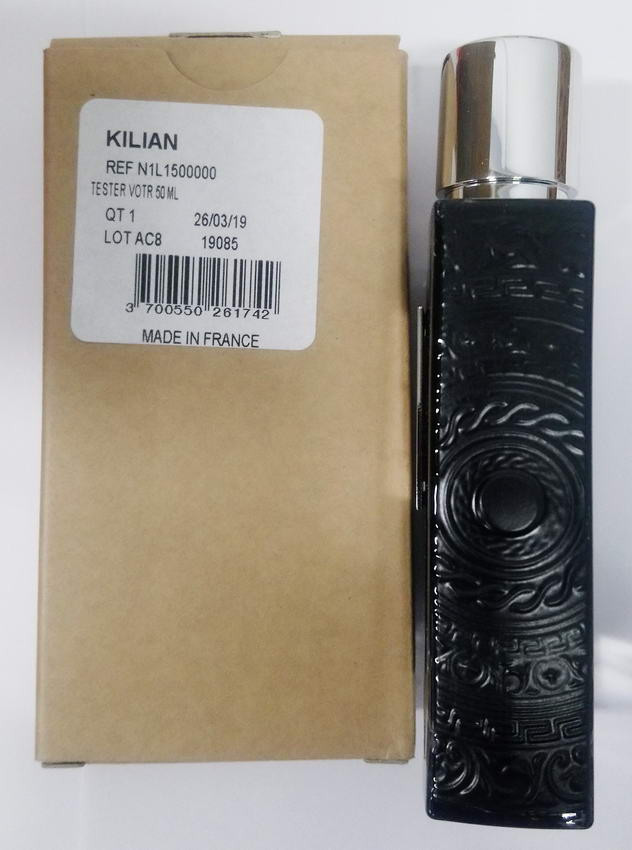 KILIAN
REF N1L1500000
TESTER VOTR 50 ML
QT 1 26/03/19
LOT AC8 19085
3 700550 261742
MADE IN FRANCE